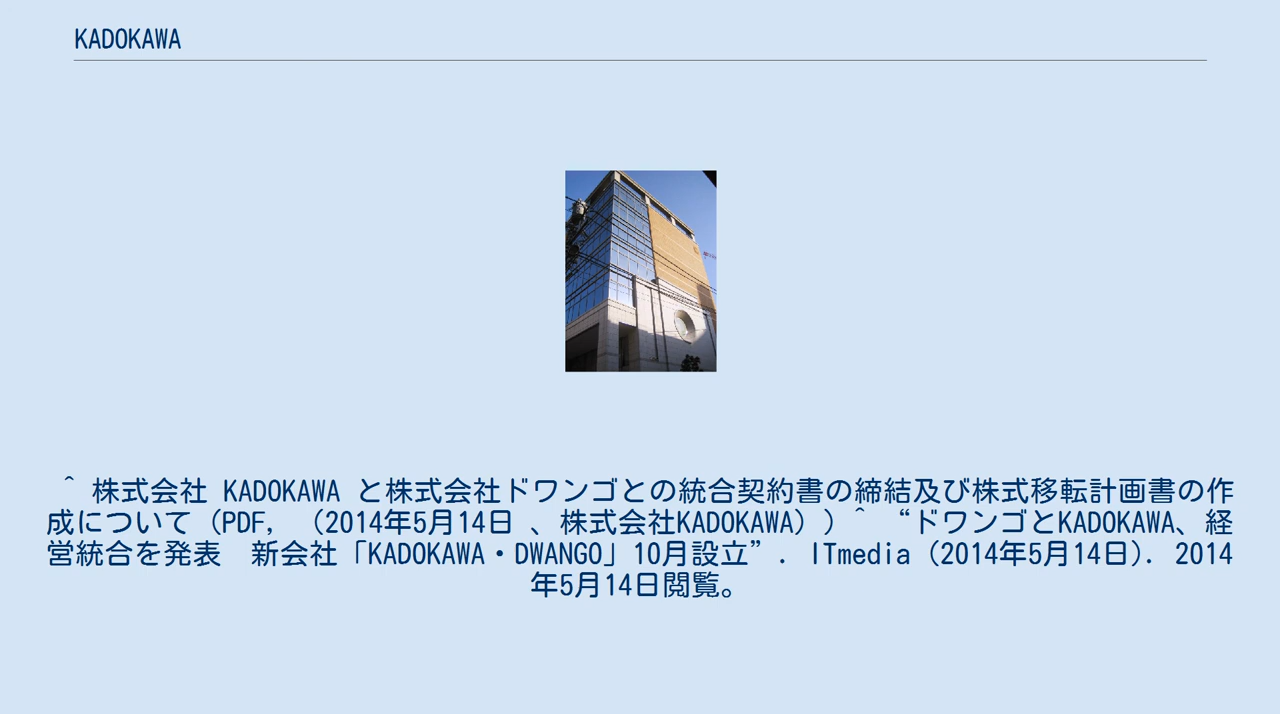 KADOKAWA
^ 株式会社 KADOKAWA と株式会社ドワンゴとの統合契約書の締結及び株式移転計画書の作
成について（PDF, （2014年5月14日 、株式会社KADOKAWA））^ “ドワンゴとKADOKAWA、経
営統合を発表　新会社「KADOKAWA・DWANGO」10月設立”. ITmedia（2014年5月14日）. 2014
年5月14日閲覧。